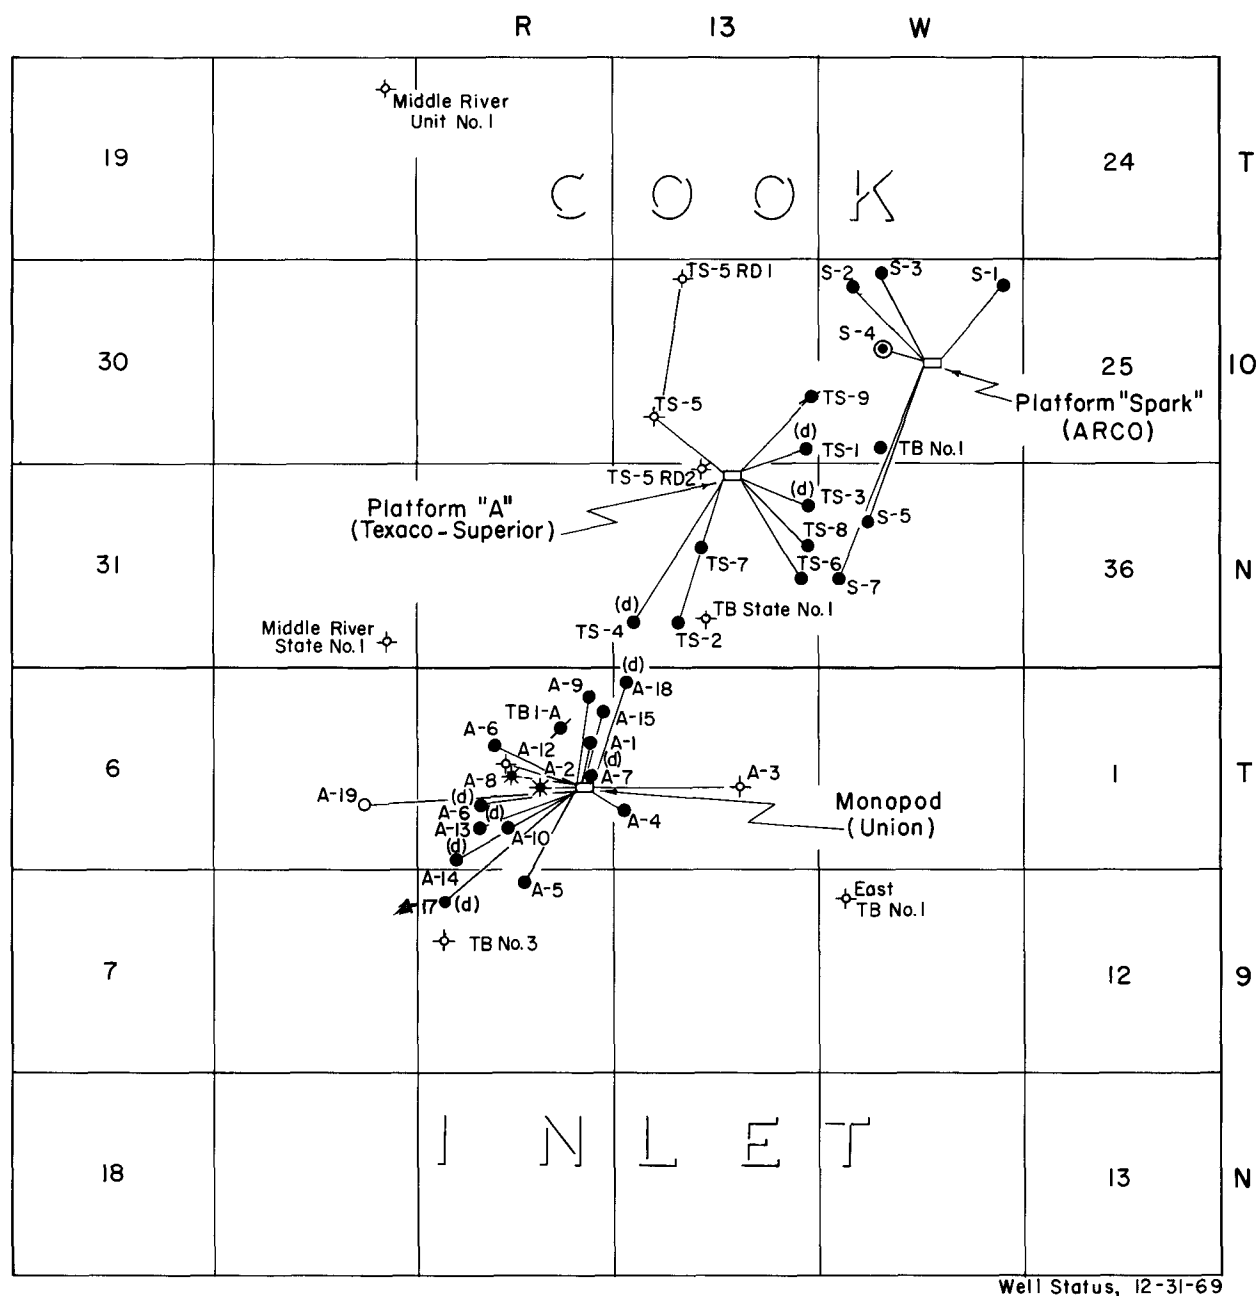 R 13 W
Middle River
Unit No. 1
19
24
T
COOK
TS-5 RD 1
S-2
S-3
S-1
S-4
30
25
10
TS-9
Platform "Spark"
(ARCO)
TS-5
(d)
TS-1
TB No. 1
TS-5 RD2
(d)
TS-3
Platform "A"
(Texaco-Superior)
S-5
TS-8
31
TS-7
TS-6
S-7
36
N
(d)
TB State No. 1
Middle River
State No. 1
TS-4
TS-2
(d)
A-9
A-18
TB 1-A
A-15
A-6
A-12
A-1
(d)
6
A-8
A-2
A-7
A-3
1
T
A-19
(d)
A-6
(d)
A-4
Monopod
(Union)
A-13
A-10
(d)
A-14
A-5
East
TB No. 1
A-17
(d)
TB No. 3
7
12
9
INLET
18
13
N
Well Status, 12-31-69